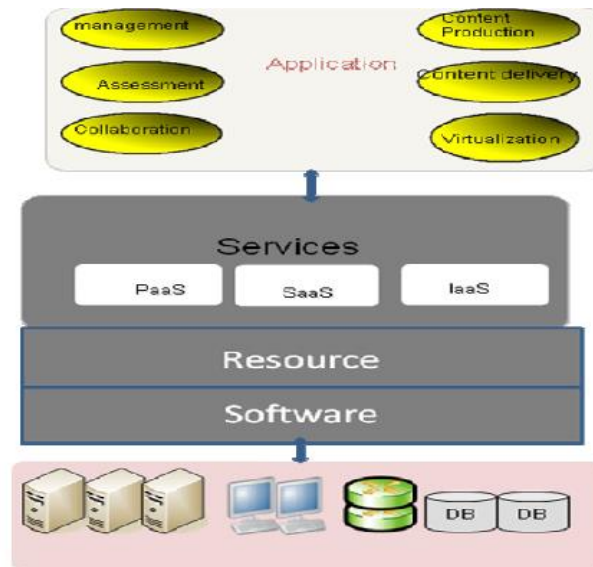 management
Content
Production
Application
Assessment
Content delivery
Collaboration
Virtualization
Services
PaaS
SaaS
IaaS
Resource
Software
DB
DB